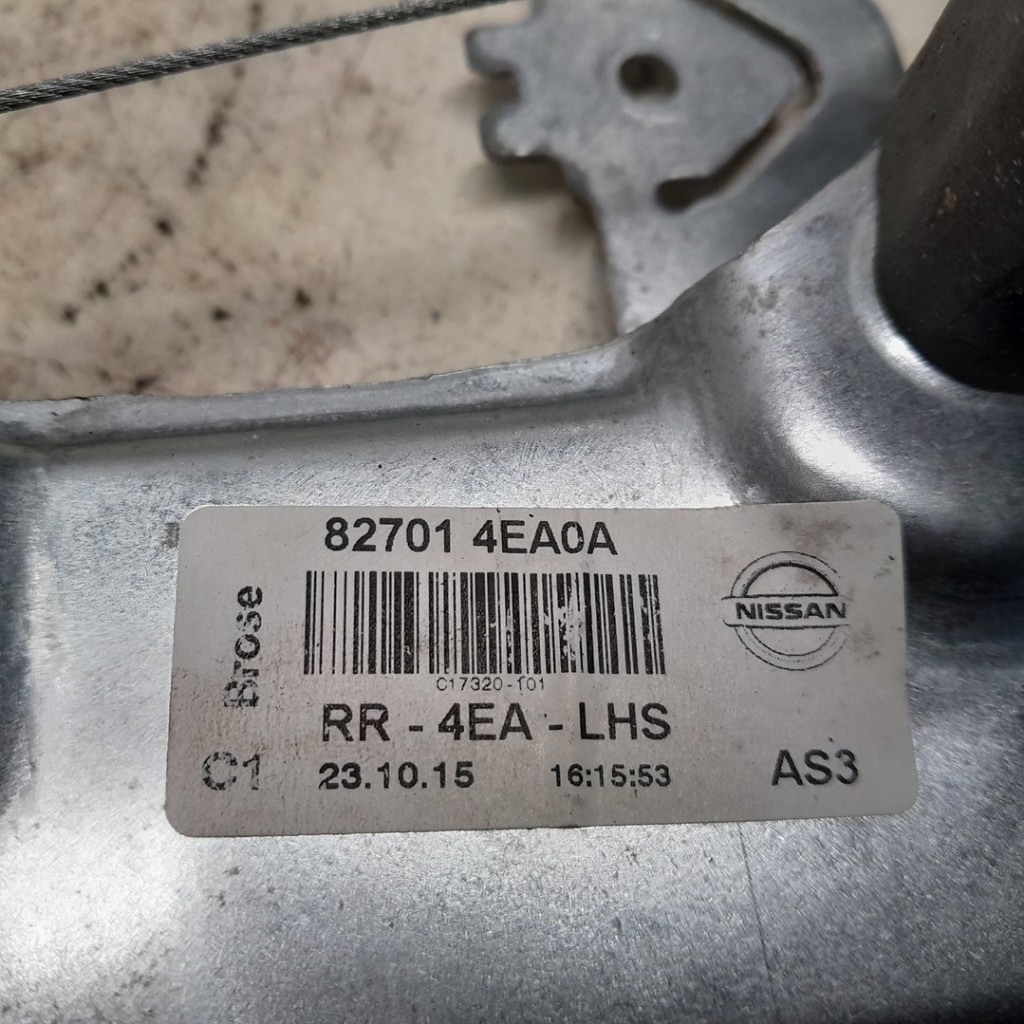 82701 4EA0A
Brose
NISSAN
C17320-101
RR - 4EA - LHS
C1 23.10.15 16:15:53 AS3